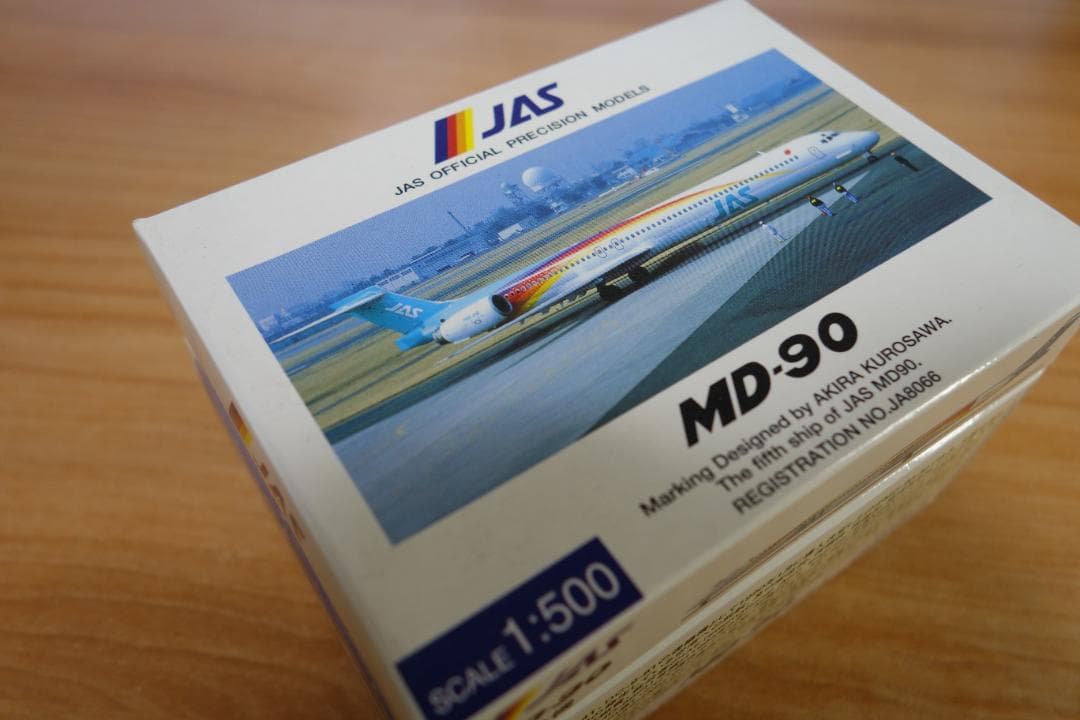 JAS
JAS OFFICIAL PRECISION MODELS
JAS
JAS
MD-90
Marking Designed by AKIRA KUROSAWA.
The fifth ship of JAS MD90.
REGISTRATION NO.JA8066
SCALE 1:500